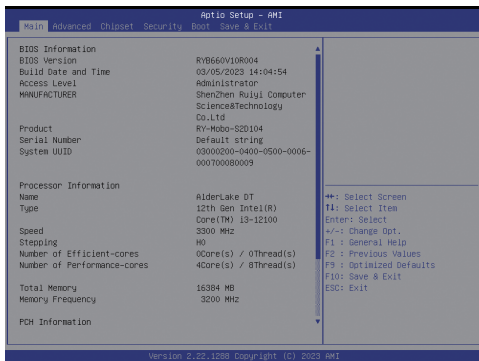 Aptio Setup - AMI
Main Advanced Chipset Security Boot Save & Exit
BIOS Information
BIOS Version RYB660V10R004
Build Date and Time 03/05/2023 14:04:54
Access Level Administrator
MANUFACTURER ShenZhen Ruiyi Computer
Science&Technology
Co.Ltd
Product RY-Mobo-S2D104
Serial Number Default string
System UUID 03000200-0400-0500-0006-
000700080009
Processor Information
Name AlderLake DT
Type 12th Gen Intel(R)
Core(TM) i3-12100
Speed 3300 MHz
Stepping H0
Number of Efficient-cores 0Core(s) / 0Thread(s)
Number of Performance-cores 4Core(s) / 8Thread(s)
Total Memory 16384 MB
Memory Frequency 3200 MHz
PCH Information
→←: Select Screen
↑↓: Select Item
Enter: Select
+/-: Change Opt.
F1 : General Help
F2 : Previous Values
F9 : Optimized Defaults
F10: Save & Exit
ESC: Exit
Version 2.22.1288 Copyright (C) 2023 AMI